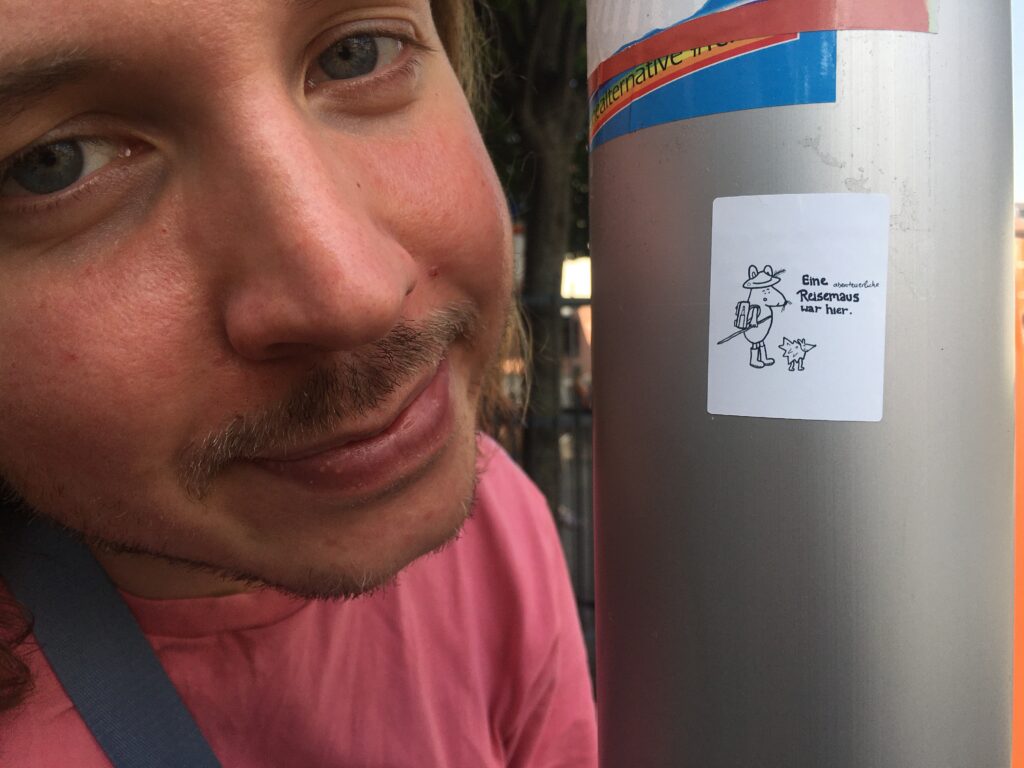 alternative
Eine abenteuerliche
Reisemaus
war hier.